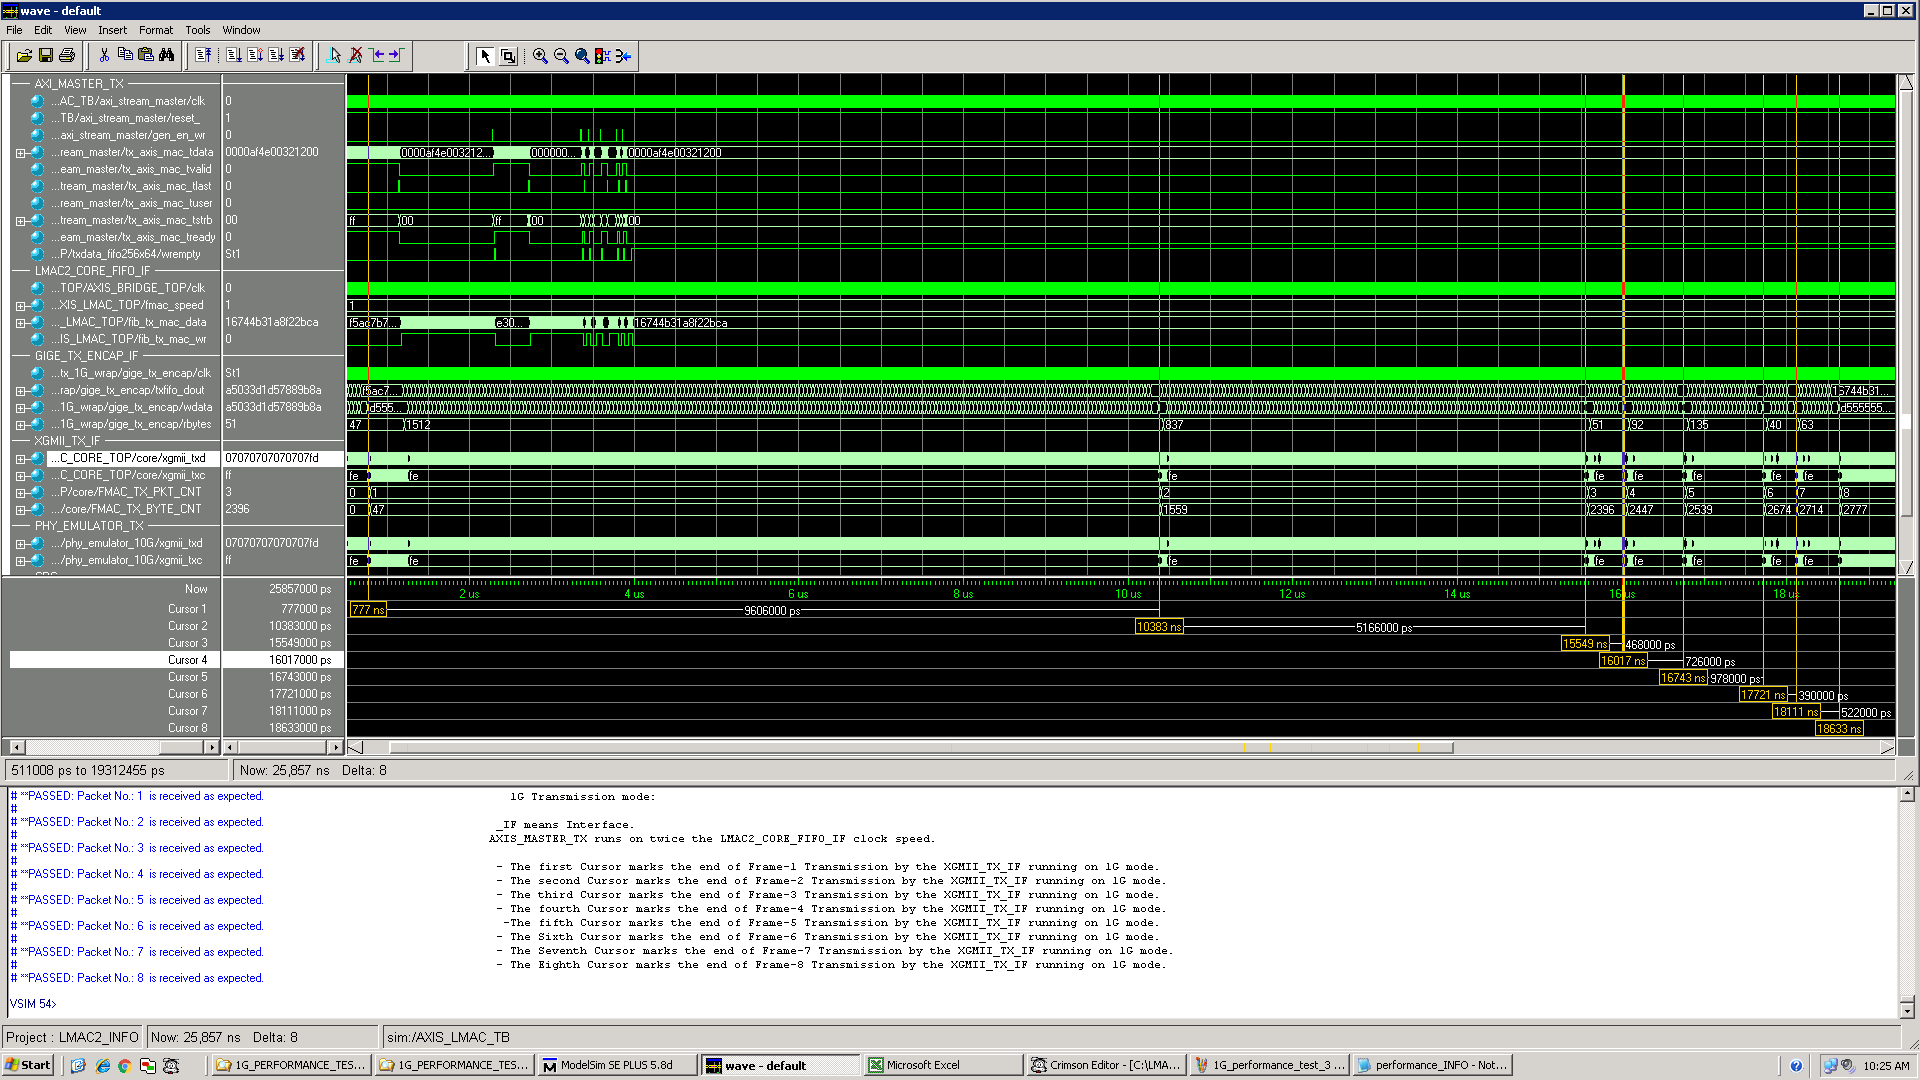 wave - default
File Edit View Insert Format Tools Window
AXI_MASTER_TX
...AC_TB/axi_stream_master/clk 0
...TB/axi_stream_master/reset_ 1
...axi_stream_master/gen_en_wr 0
...ream_master/tx_axis_mac_tdata 0000af4e00321200 0000af4e003212... 000000... 0000af4e00321200
...eam_master/tx_axis_mac_tvalid 0
...tream_master/tx_axis_mac_tlast 0
...ream_master/tx_axis_mac_tuser 0
...tream_master/tx_axis_mac_tstrb 00 ff 00 ff 00 00
...eam_master/tx_axis_mac_tready 0
...P/txdata_fifo256x64/wrempty St1
LMAC2_CORE_FIFO_IF
...TOP/AXIS_BRIDGE_TOP/clk 0
...XIS_LMAC_TOP/fmac_speed 1 1
..._LMAC_TOP/fib_tx_mac_data 16744b31a8f22bca f5ac7b7... e30... 16744b31a8f22bca
...IS_LMAC_TOP/fib_tx_mac_wr 0
GIGE_TX_ENCAP_IF
...tx_1G_wrap/gige_tx_encap/clk St1
...rap/gige_tx_encap/txfifo_dout a5033d1d57889b8a f5ac7... 16744b31...
...1G_wrap/gige_tx_encap/wdata a5033d1d57889b8a d555... d555555...
...1G_wrap/gige_tx_encap/rbytes 51 47 1512 837 51 92 135 40 63
XGMII_TX_IF
...C_CORE_TOP/core/xgmii_txd 07070707070707fd
...C_CORE_TOP/core/xgmii_txc ff fe fe fe fe fe fe fe fe
...P/core/FMAC_TX_PKT_CNT 3 0 1 2 3 4 5 6 7 8
.../core/FMAC_TX_BYTE_CNT 2396 0 47 1559 2396 2447 2539 2674 2714 2777
PHY_EMULATOR_TX
.../phy_emulator_10G/xgmii_txd 07070707070707fd
.../phy_emulator_10G/xgmii_txc ff fe fe fe fe fe fe fe fe
Now 25857000 ps 2 us 4 us 6 us 8 us 10 us 12 us 14 us 16 us 18 us
Cursor 1 777000 ps 777 ns 9606000 ps
Cursor 2 10383000 ps 10383 ns 5166000 ps
Cursor 3 15549000 ps 15549 ns 468000 ps
Cursor 4 16017000 ps 16017 ns 726000 ps
Cursor 5 16743000 ps 16743 ns 978000 ps
Cursor 6 17721000 ps 17721 ns 390000 ps
Cursor 7 18111000 ps 18111 ns 522000 ps
Cursor 8 18633000 ps 18633 ns
511008 ps to 19312455 ps Now: 25,857 ns Delta: 8
# **PASSED: Packet No.: 1 is received as expected.
#
# **PASSED: Packet No.: 2 is received as expected.
#
# **PASSED: Packet No.: 3 is received as expected.
#
# **PASSED: Packet No.: 4 is received as expected.
#
# **PASSED: Packet No.: 5 is received as expected.
#
# **PASSED: Packet No.: 6 is received as expected.
#
# **PASSED: Packet No.: 7 is received as expected.
#
# **PASSED: Packet No.: 8 is received as expected.
VSIM 54>
1G Transmission mode:
_IF means Interface.
AXIS_MASTER_TX runs on twice the LMAC2_CORE_FIFO_IF clock speed.
- The first Cursor marks the end of Frame-1 Transmission by the XGMII_TX_IF running on 1G mode.
- The second Cursor marks the end of Frame-2 Transmission by the XGMII_TX_IF running on 1G mode.
- The third Cursor marks the end of Frame-3 Transmission by the XGMII_TX_IF running on 1G mode.
- The fourth Cursor marks the end of Frame-4 Transmission by the XGMII_TX_IF running on 1G mode.
-The fifth Cursor marks the end of Frame-5 Transmission by the XGMII_TX_IF running on 1G mode.
- The Sixth Cursor marks the end of Frame-6 Transmission by the XGMII_TX_IF running on 1G mode.
- The Seventh Cursor marks the end of Frame-7 Transmission by the XGMII_TX_IF running on 1G mode.
- The Eighth Cursor marks the end of Frame-8 Transmission by the XGMII_TX_IF running on 1G mode.
Project : LMAC2_INFO Now: 25,857 ns Delta: 8 sim:/AXIS_LMAC_TB
Start 1G_PERFORMANCE_TES... 1G_PERFORMANCE_TES... ModelSim SE PLUS 5.8d wave - default Microsoft Excel Crimson Editor - [C:\LMA... 1G_performance_test_3 ... performance_INFO - Not... 10:25 AM